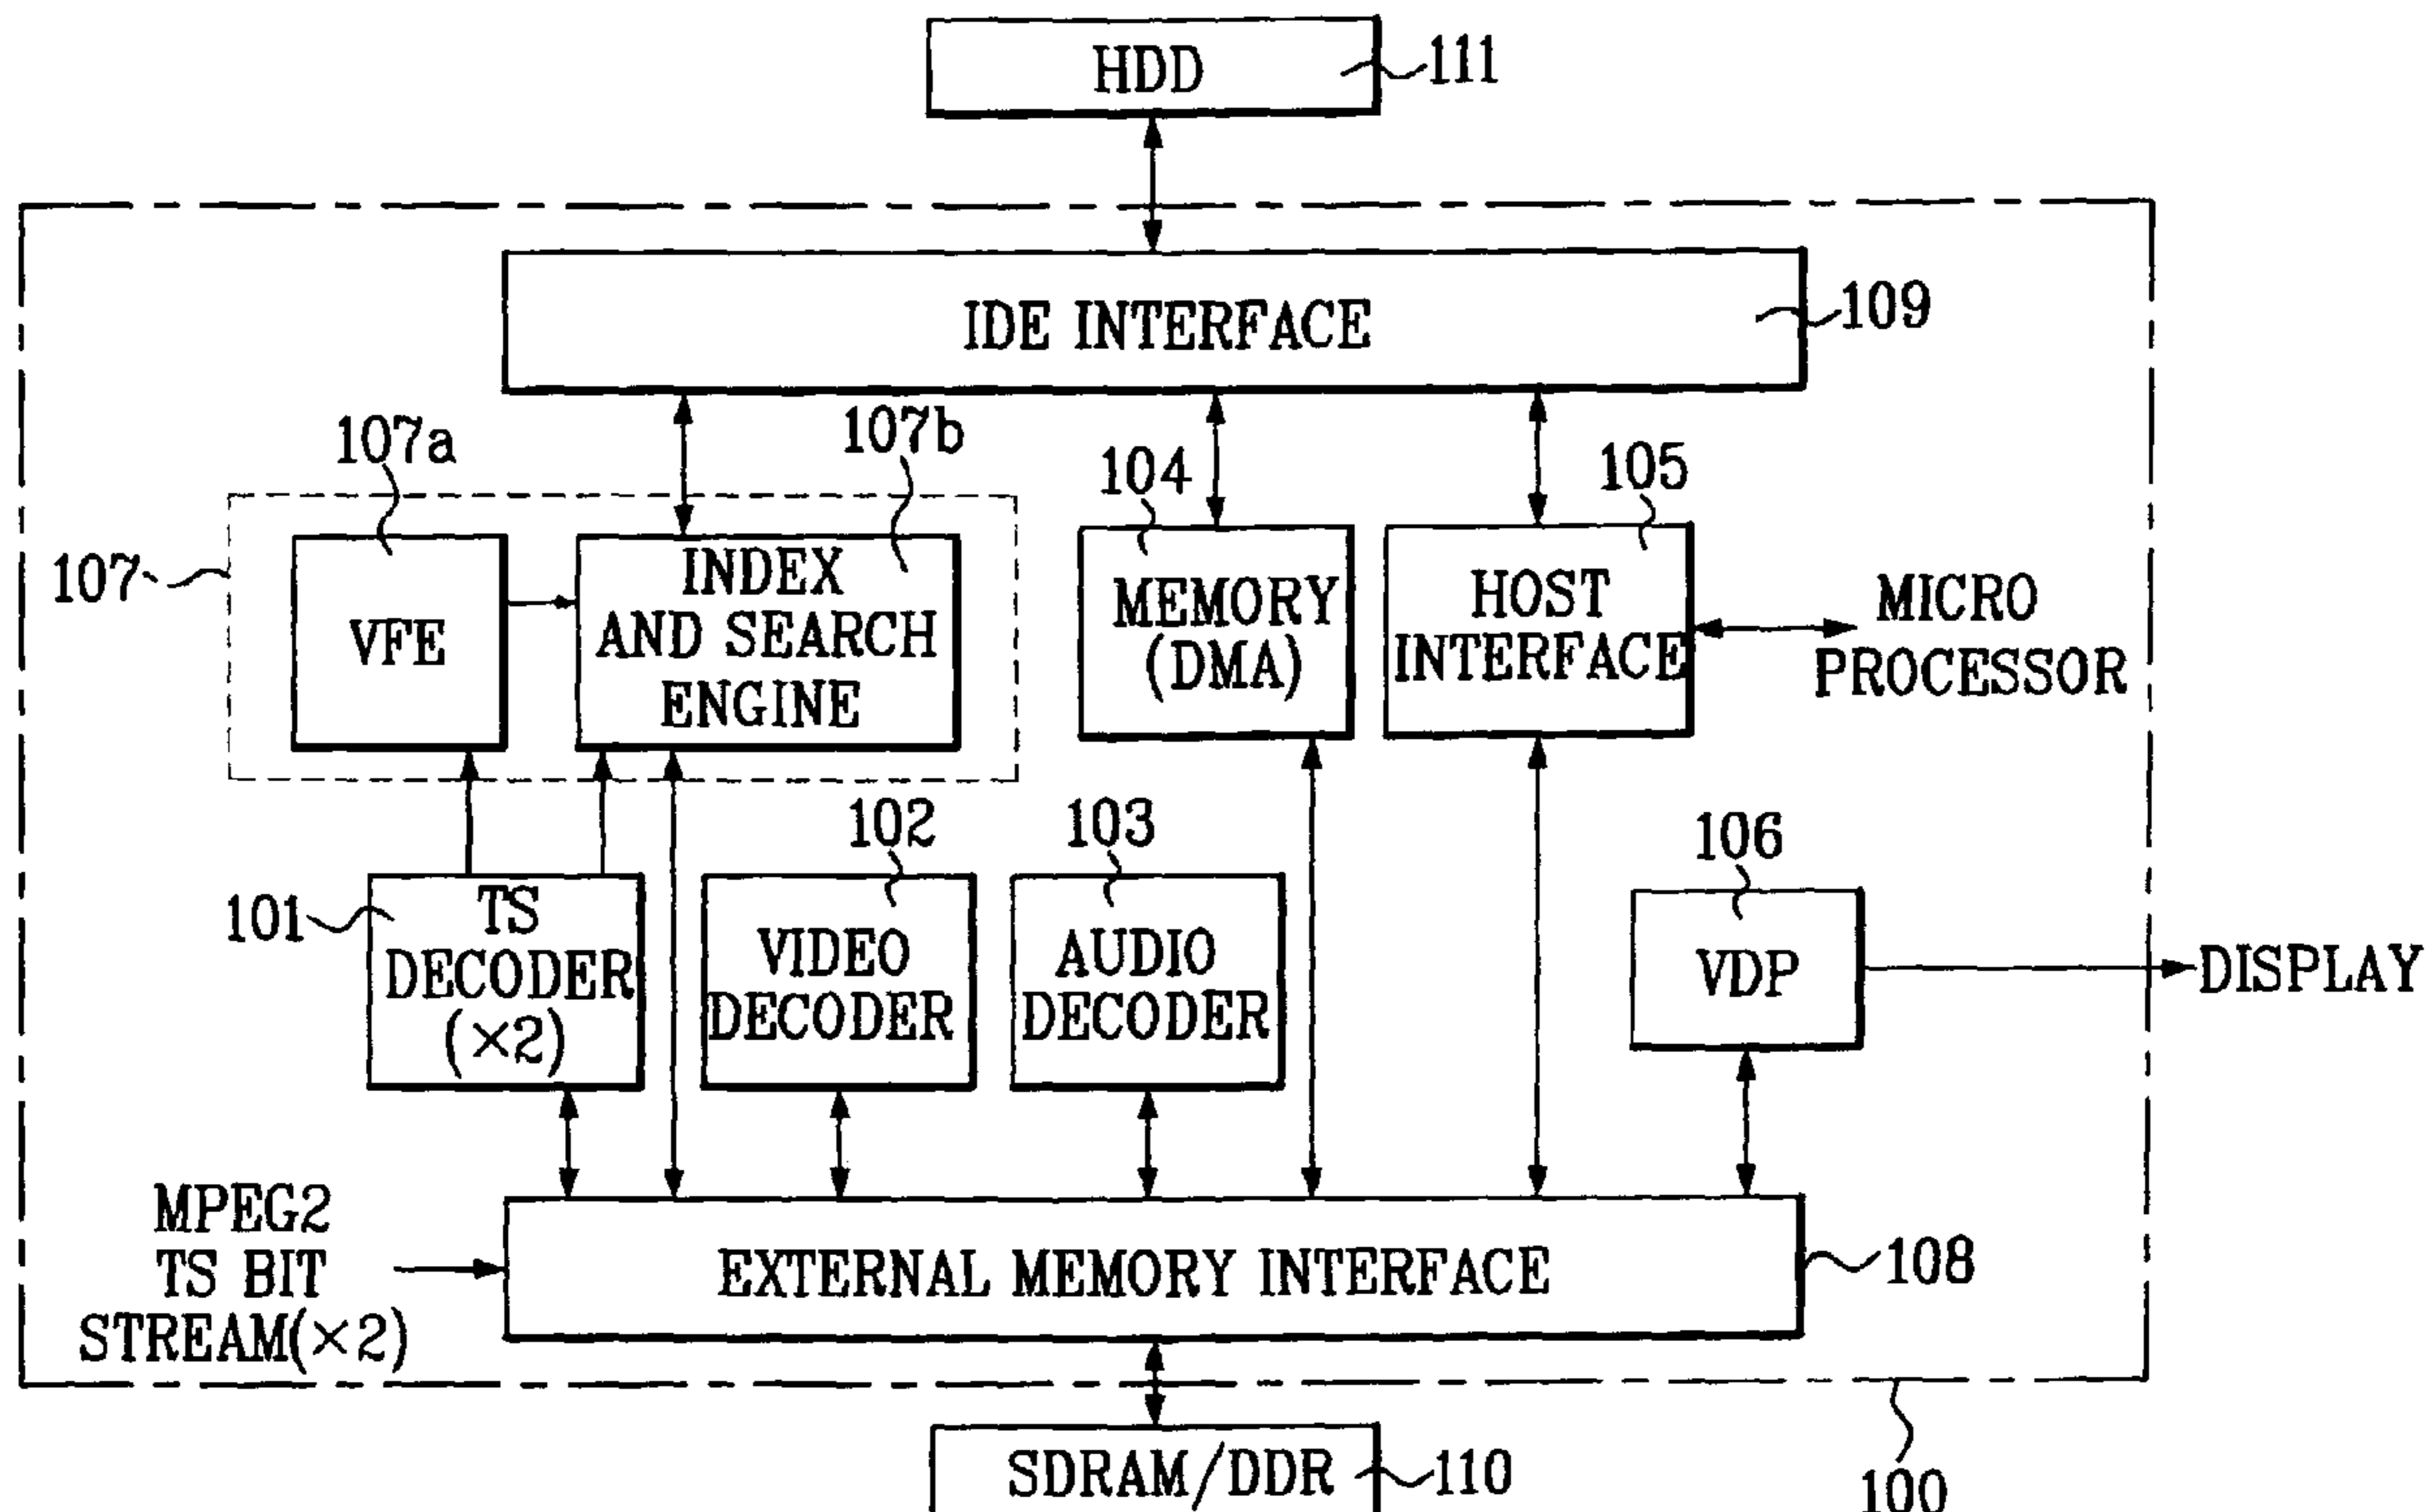 HDD
111
IDE INTERFACE
109
107a
107b
104
105
107
VFE
INDEX
AND SEARCH
ENGINE
MEMORY
(DMA)
HOST
INTERFACE
MICRO
PROCESSOR
101
102
103
106
TS
DECODER
(×2)
VIDEO
DECODER
AUDIO
DECODER
VDP
DISPLAY
MPEG2
TS BIT
STREAM(×2)
EXTERNAL MEMORY INTERFACE
108
SDRAM/DDR
110
100